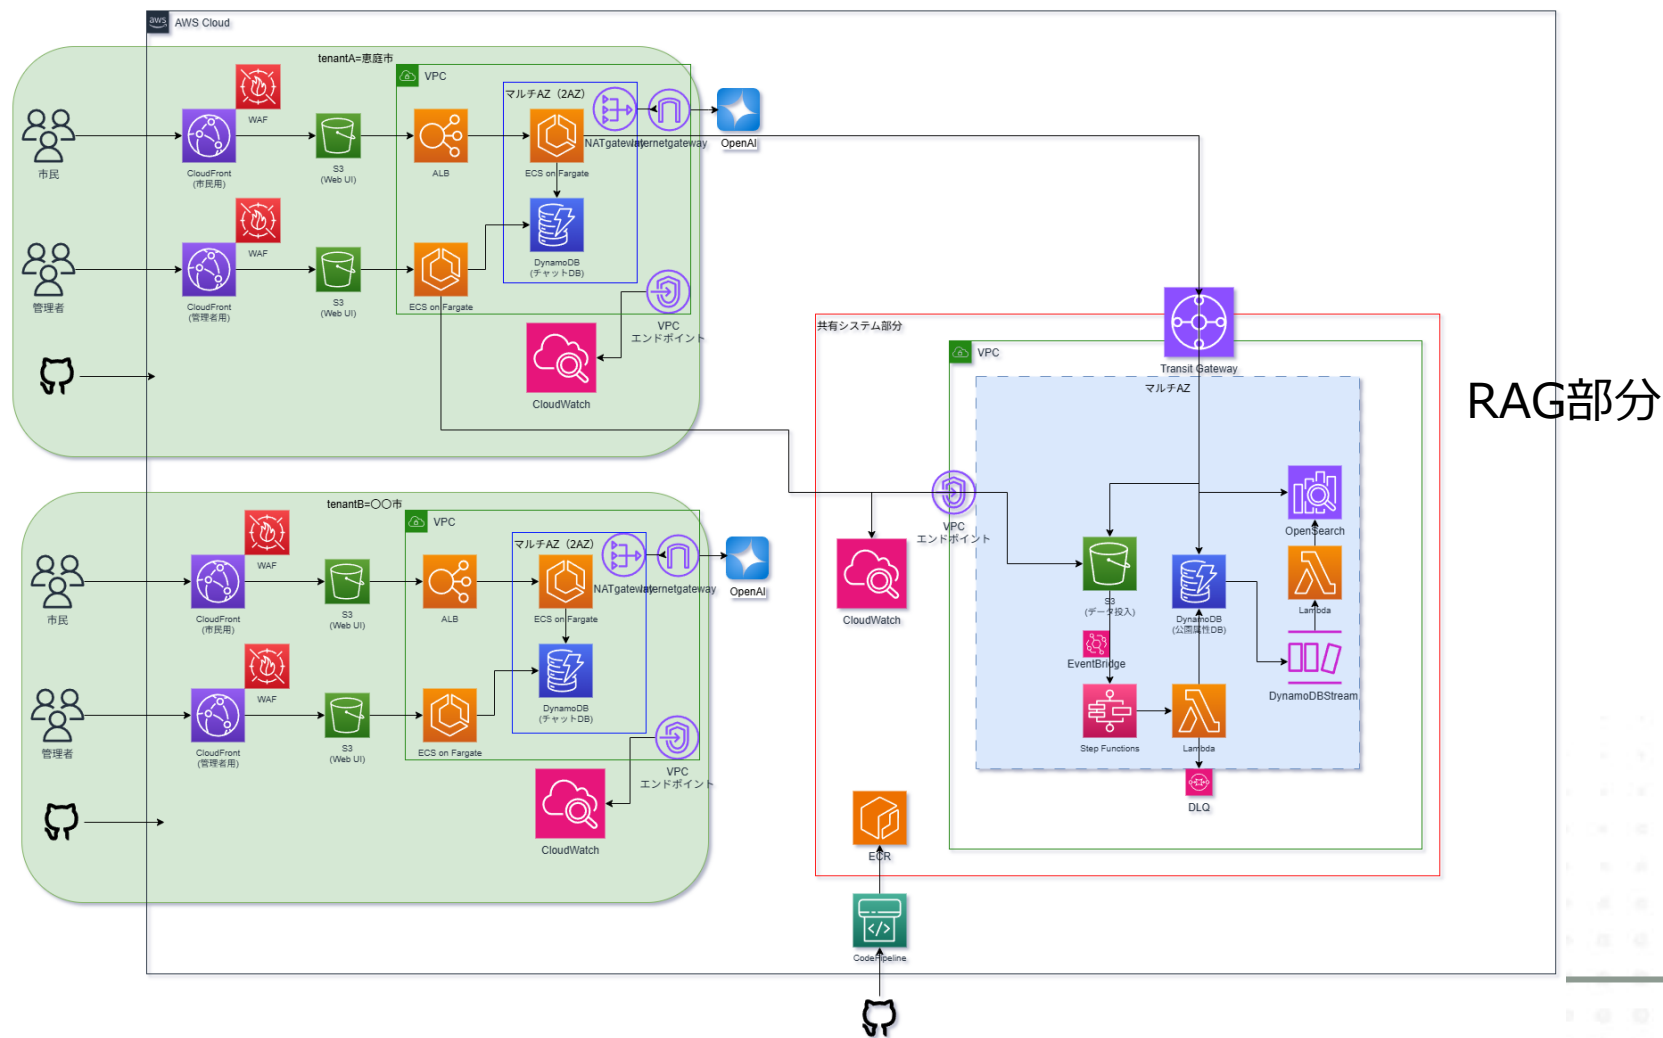 aws
AWS Cloud
tenantA=恵庭市
VPC
マルチAZ（2AZ）
WAF
NATgateway
Internetgateway
OpenAI
市民
CloudFront
(市民用)
S3
(Web UI)
ALB
ECS on Fargate
WAF
DynamoDB
(チャットDB)
管理者
CloudFront
(管理者用)
S3
(Web UI)
ECS on Fargate
VPC
エンドポイント
CloudWatch
共有システム部分
VPC
Transit Gateway
マルチAZ
RAG部分
tenantB=〇〇市
VPC
マルチAZ（2AZ）
WAF
NATgateway
Internetgateway
OpenAI
市民
CloudFront
(市民用)
S3
(Web UI)
ALB
ECS on Fargate
WAF
DynamoDB
(チャットDB)
管理者
CloudFront
(管理者用)
S3
(Web UI)
ECS on Fargate
VPC
エンドポイント
CloudWatch
VPC
エンドポイント
OpenSearch
CloudWatch
S3
(データ投入)
DynamoDB
(公園属性DB)
Lambda
EventBridge
DynamoDBStream
Step Functions
Lambda
DLQ
ECR
CodePipeline